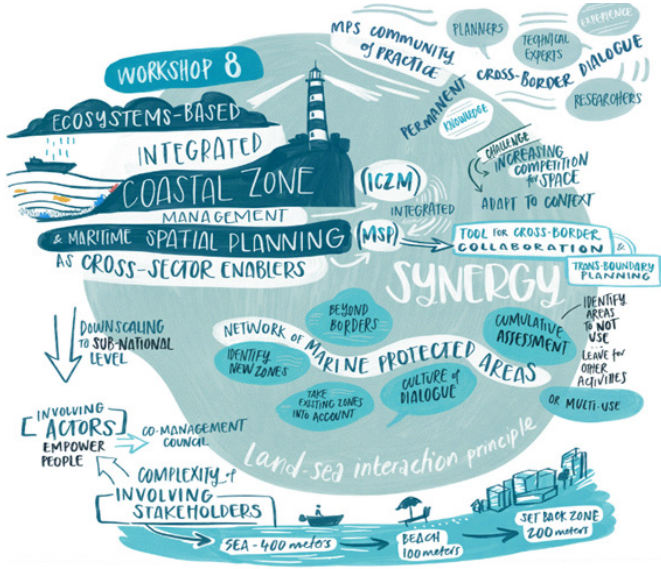 WORKSHOP 8
ECOSYSTEMS-BASED
INTEGRATED
COASTAL ZONE
MANAGEMENT
& MARITIME SPATIAL PLANNING
AS CROSS-SECTOR ENABLERS
(ICZM)
INTEGRATED
(MSP)
MPS COMMUNITY
of PRACTICE
PLANNERS
TECHNICAL
EXPERTS
EXPERIENCE
PERMANENT
CROSS-BORDER DIALOGUE
KNOWLEDGE
RESEARCHERS
CHALLENGE
INCREASING
COMPETITION
for SPACE
ADAPT TO CONTEXT
TOOL FOR CROSS-BORDER
COLLABORATION &
TRANS-BOUNDARY
PLANNING
SYNERGY
BEYOND
BORDERS
NETWORK OF MARINE PROTECTED AREAS
IDENTIFY
NEW ZONES
TAKE
EXISTING ZONES
INTO ACCOUNT
CULTURE of
DIALOGUE
CUMULATIVE
ASSESSMENT
IDENTIFY
AREAS
TO NOT
USE
LEAVE for
OTHER
ACTIVITIES
OR MULTI-USE
Land-sea interaction principle
DOWNSCALING
TO SUB-NATIONAL
LEVEL
INVOLVING
ACTORS
EMPOWER
PEOPLE
CO-MANAGEMENT
COUNCIL
COMPLEXITY of
INVOLVING
STAKEHOLDERS
SEA - 400 meters
BEACH
100 meters
SET BACK ZONE
200 meters